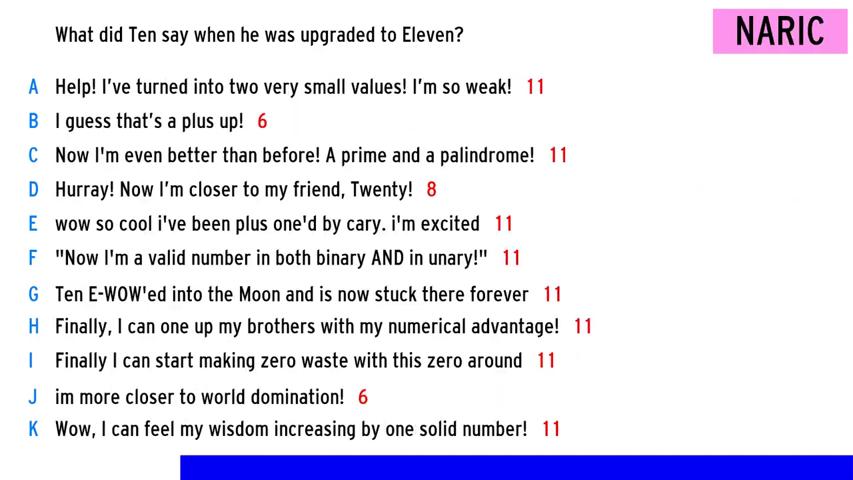 What did Ten say when he was upgraded to Eleven?
NARIC
A Help! I've turned into two very small values! I'm so weak! 11
B I guess that's a plus up! 6
C Now I'm even better than before! A prime and a palindrome! 11
D Hurray! Now I'm closer to my friend, Twenty! 8
E wow so cool i've been plus one'd by cary. i'm excited 11
F "Now I'm a valid number in both binary AND in unary!" 11
G Ten E-WOW'ed into the Moon and is now stuck there forever 11
H Finally, I can one up my brothers with my numerical advantage! 11
I Finally I can start making zero waste with this zero around 11
J im more closer to world domination! 6
K Wow, I can feel my wisdom increasing by one solid number! 11